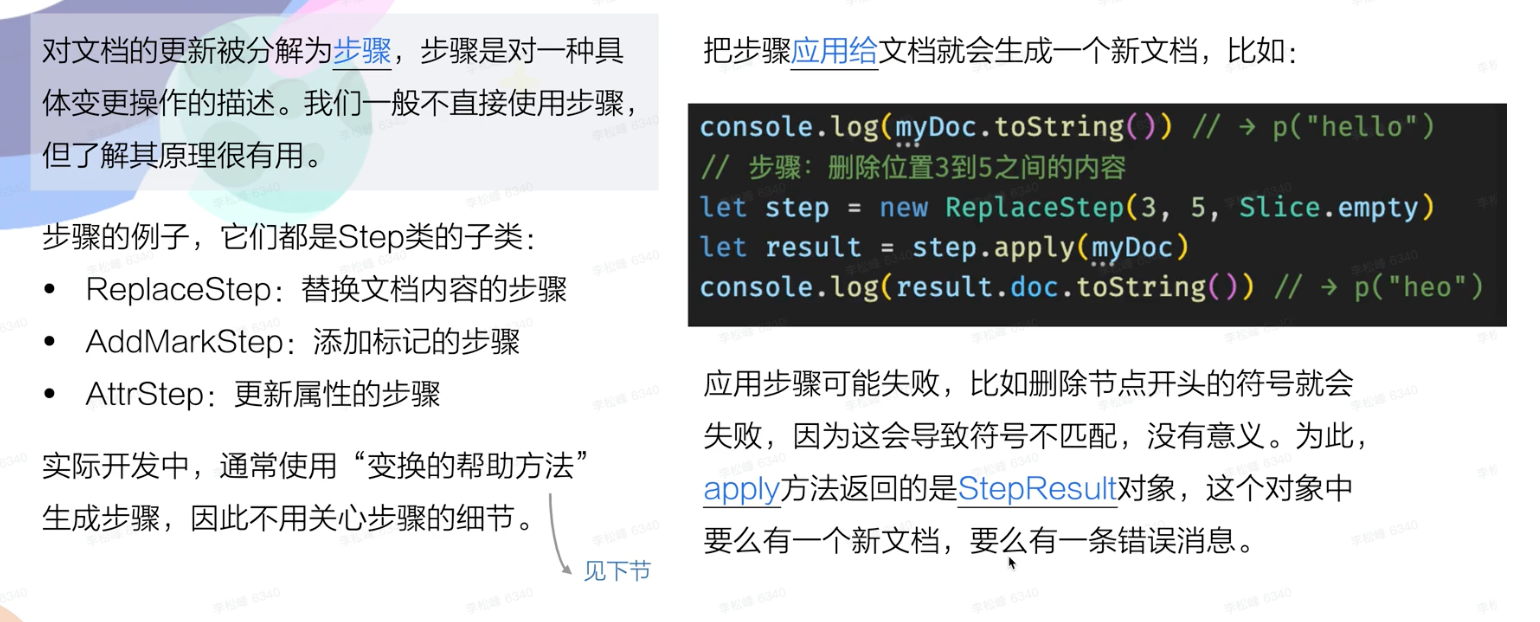 对文档的更新被分解为步骤，步骤是对一种具
体变更操作的描述。我们一般不直接使用步骤，
但了解其原理很有用。
步骤的例子，它们都是Step类的子类：
• ReplaceStep：替换文档内容的步骤
• AddMarkStep：添加标记的步骤
• AttrStep：更新属性的步骤
实际开发中，通常使用“变换的帮助方法”
生成步骤，因此不用关心步骤的细节。
见下节
把步骤应用给文档就会生成一个新文档，比如：
console.log(myDoc.toString()) // → p("hello")
// 步骤：删除位置3到5之间的内容
let step = new ReplaceStep(3, 5, Slice.empty)
let result = step.apply(myDoc)
console.log(result.doc.toString()) // → p("heo")
应用步骤可能失败，比如删除节点开头的符号就会
失败，因为这会导致符号不匹配，没有意义。为此，
apply方法返回的是StepResult对象，这个对象中
要么有一个新文档，要么有一条错误消息。
李松峰 6340